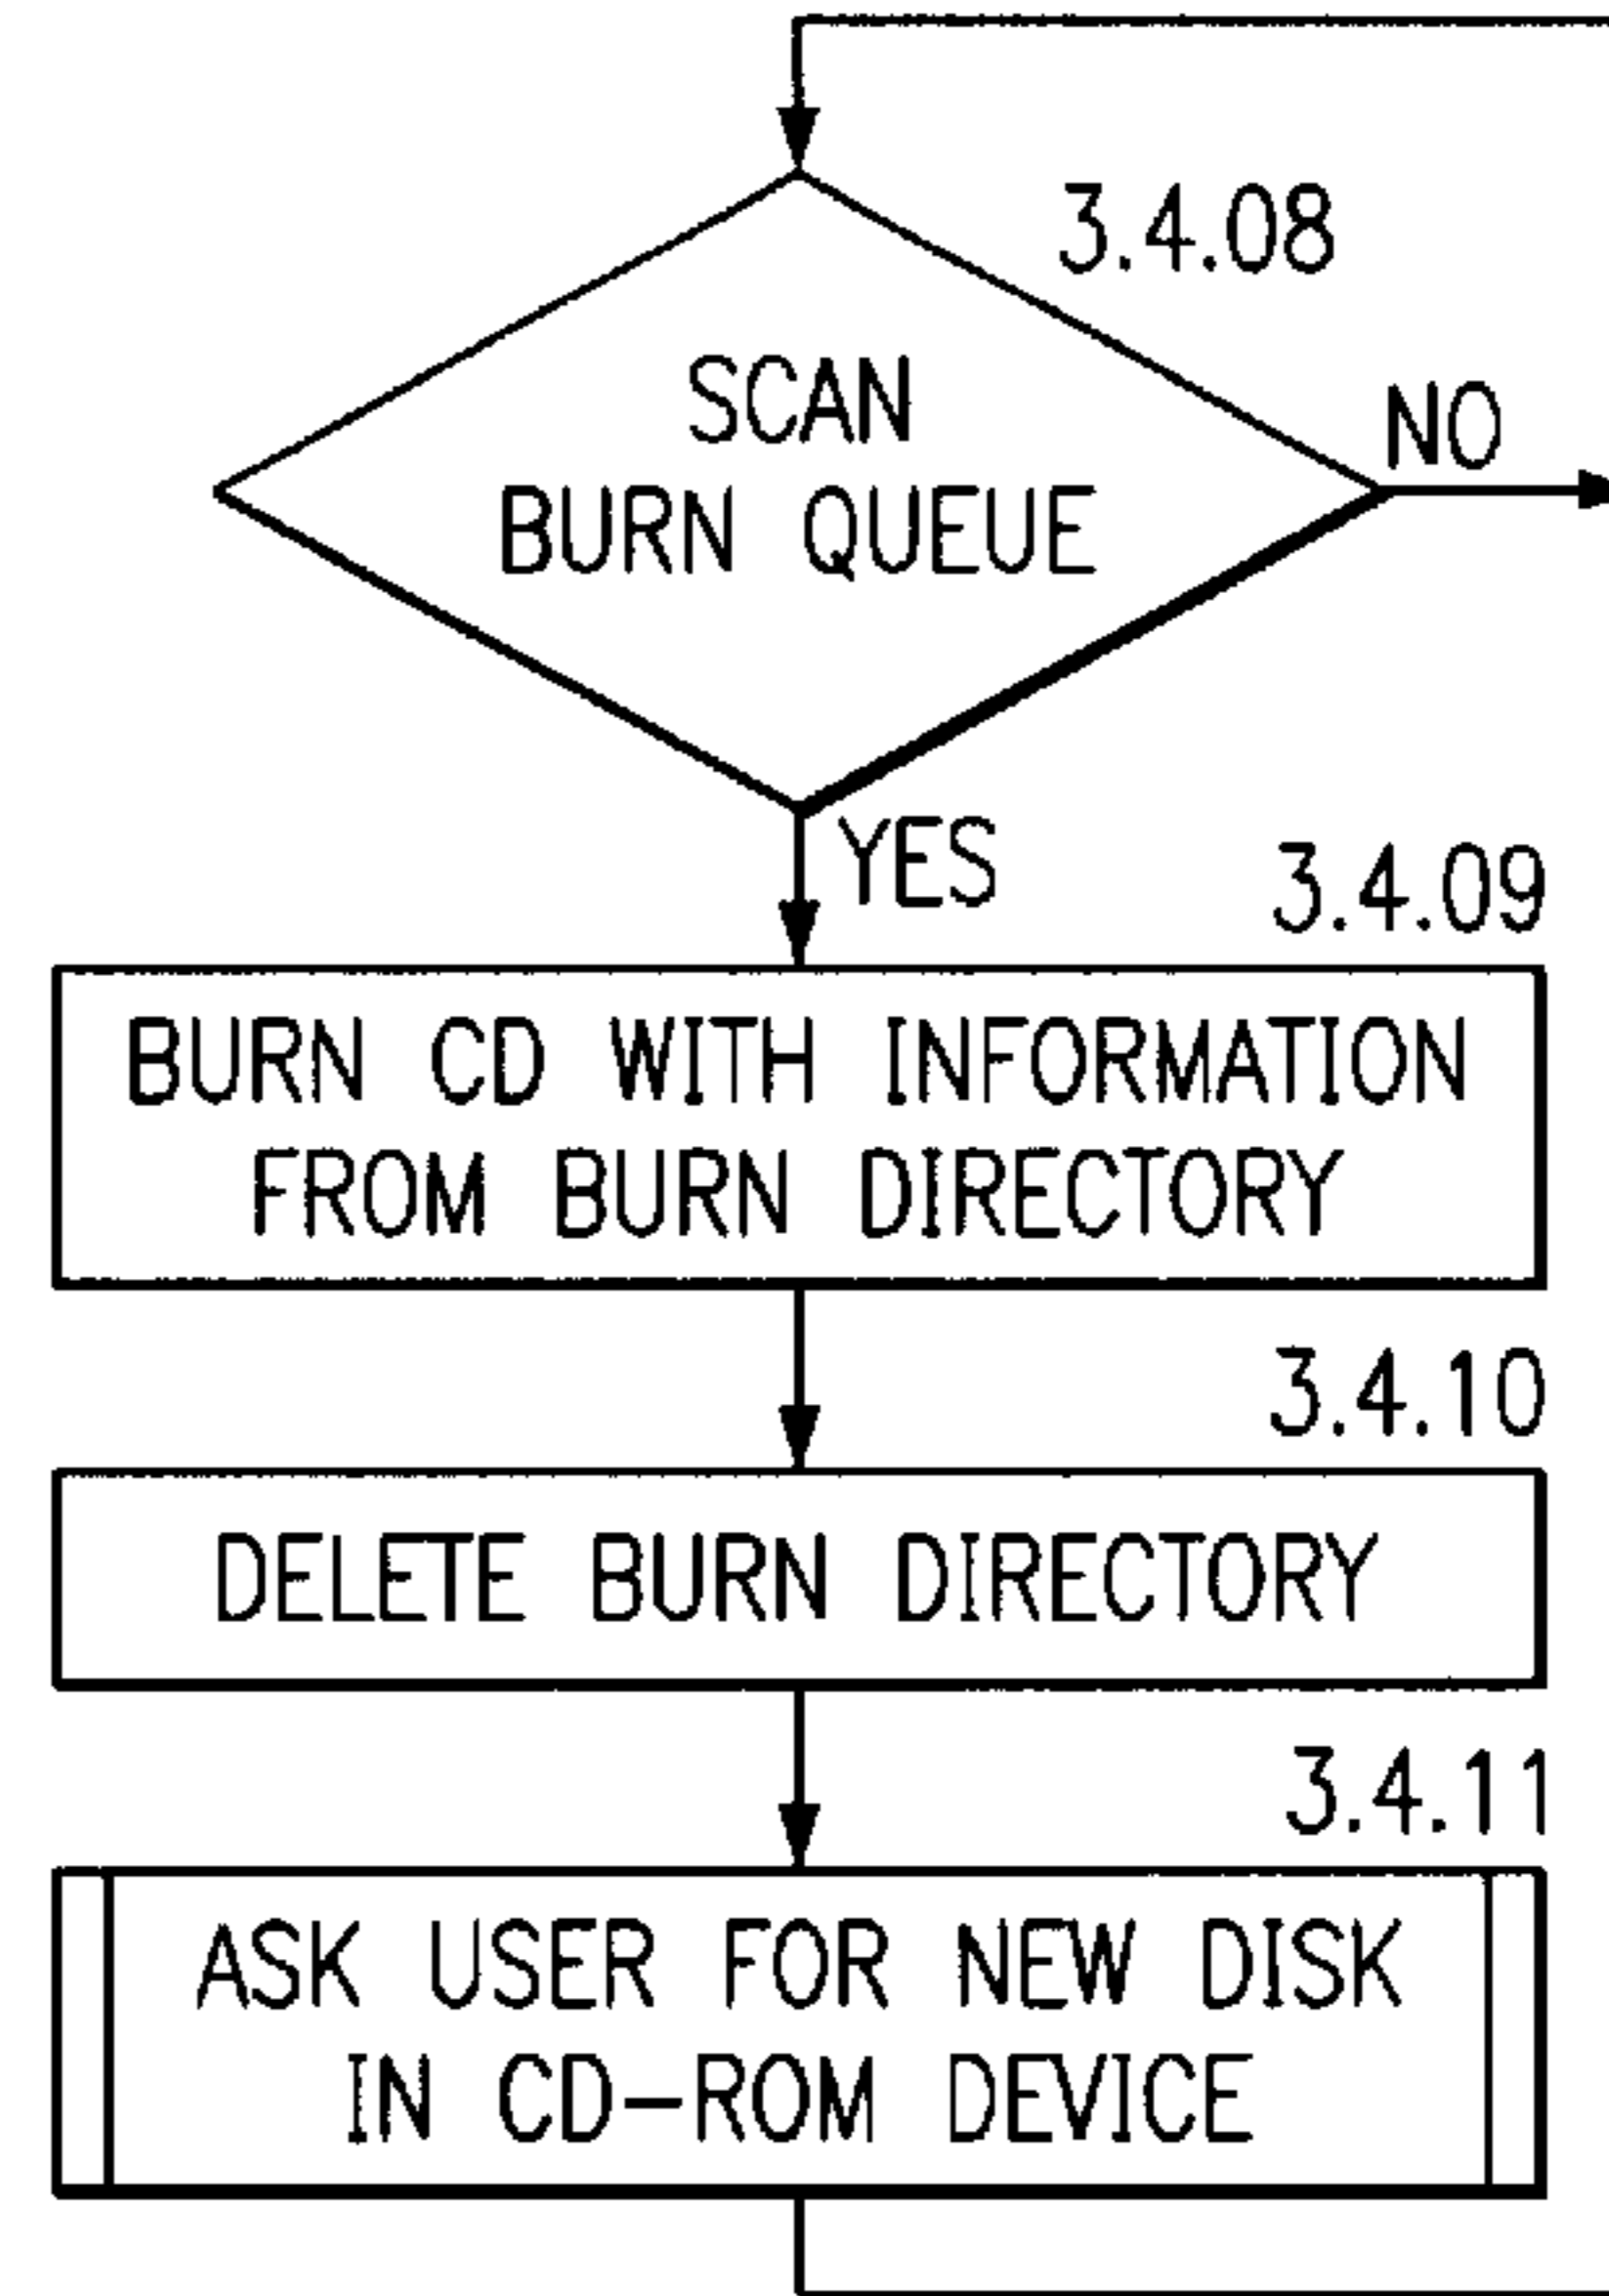 3.4.08
SCAN
BURN QUEUE
NO
YES
3.4.09
BURN CD WITH INFORMATION
FROM BURN DIRECTORY
3.4.10
DELETE BURN DIRECTORY
3.4.11
ASK USER FOR NEW DISK
IN CD-ROM DEVICE